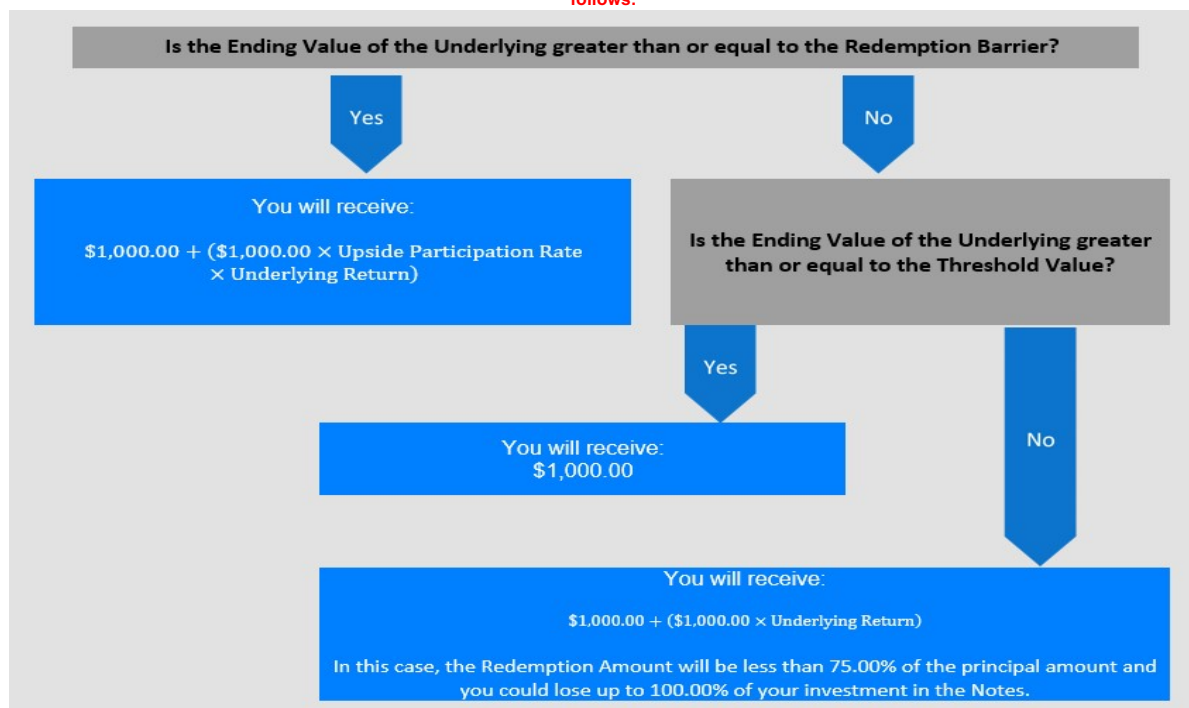 follows:
Is the Ending Value of the Underlying greater than or equal to the Redemption Barrier?
Yes
No
You will receive:
$1,000.00 + ($1,000.00 × Upside Participation Rate
× Underlying Return)
Is the Ending Value of the Underlying greater
than or equal to the Threshold Value?
Yes
No
You will receive:
$1,000.00
You will receive:
$1,000.00 + ($1,000.00 × Underlying Return)
In this case, the Redemption Amount will be less than 75.00% of the principal amount and
you could lose up to 100.00% of your investment in the Notes.